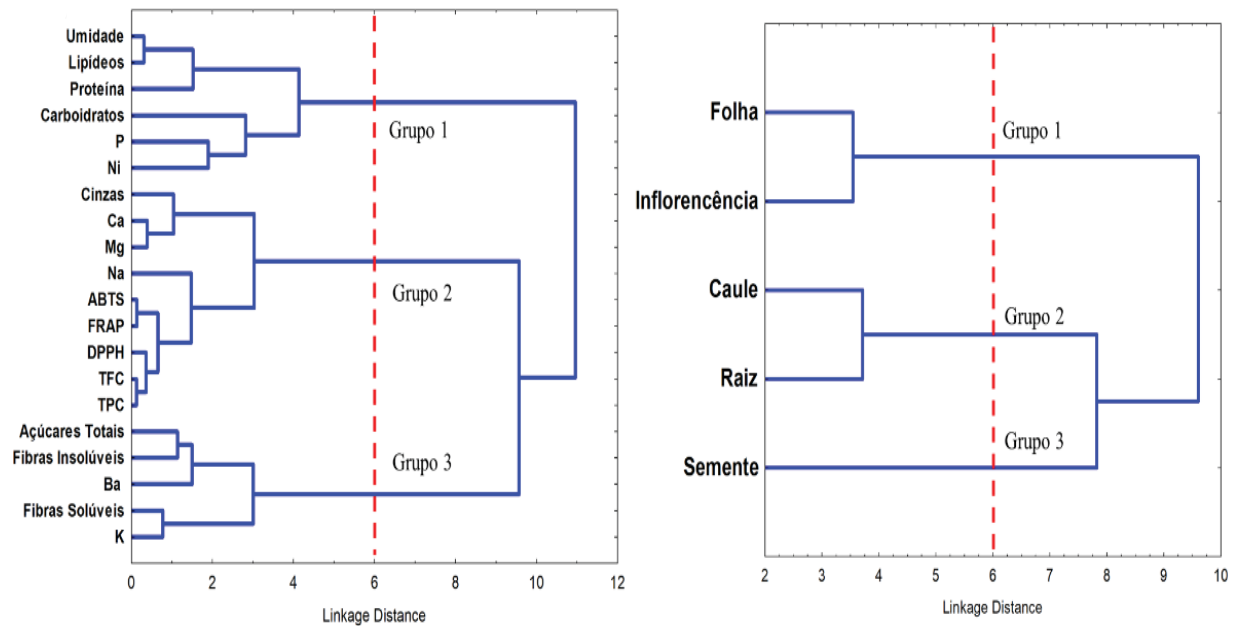 Umidade
Lipídeos
Proteína
Carboidratos
P
Ni
Cinzas
Ca
Mg
Na
ABTS
FRAP
DPPH
TFC
TPC
Açúcares Totais
Fibras Insolúveis
Ba
Fibras Solúveis
K
Grupo 1
Grupo 2
Grupo 3
0 2 4 6 8 10 12
Linkage Distance
Folha
Inflorencência
Caule
Raiz
Semente
Grupo 1
Grupo 2
Grupo 3
2 3 4 5 6 7 8 9 10
Linkage Distance